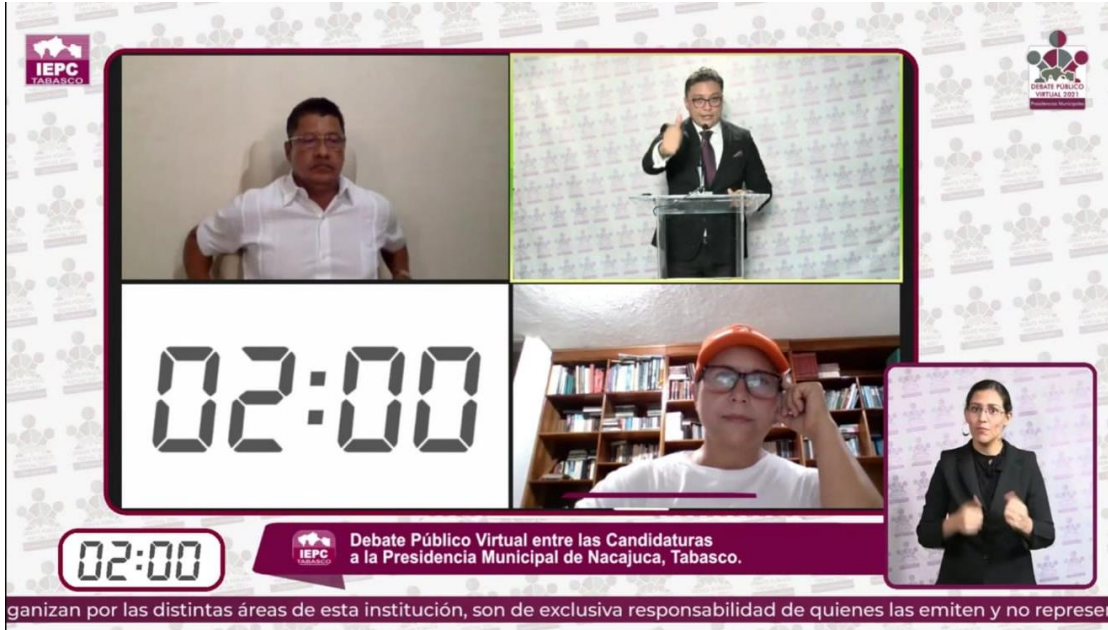 IEPC
TABASCO
DEBATE PÚBLICO
VIRTUAL 2021
Presidencias Municipales
02:00
02:00
IEPC
TABASCO
Debate Público Virtual entre las Candidaturas
a la Presidencia Municipal de Nacajuca, Tabasco.
ganizan por las distintas áreas de esta institución, son de exclusiva responsabilidad de quienes las emiten y no represe